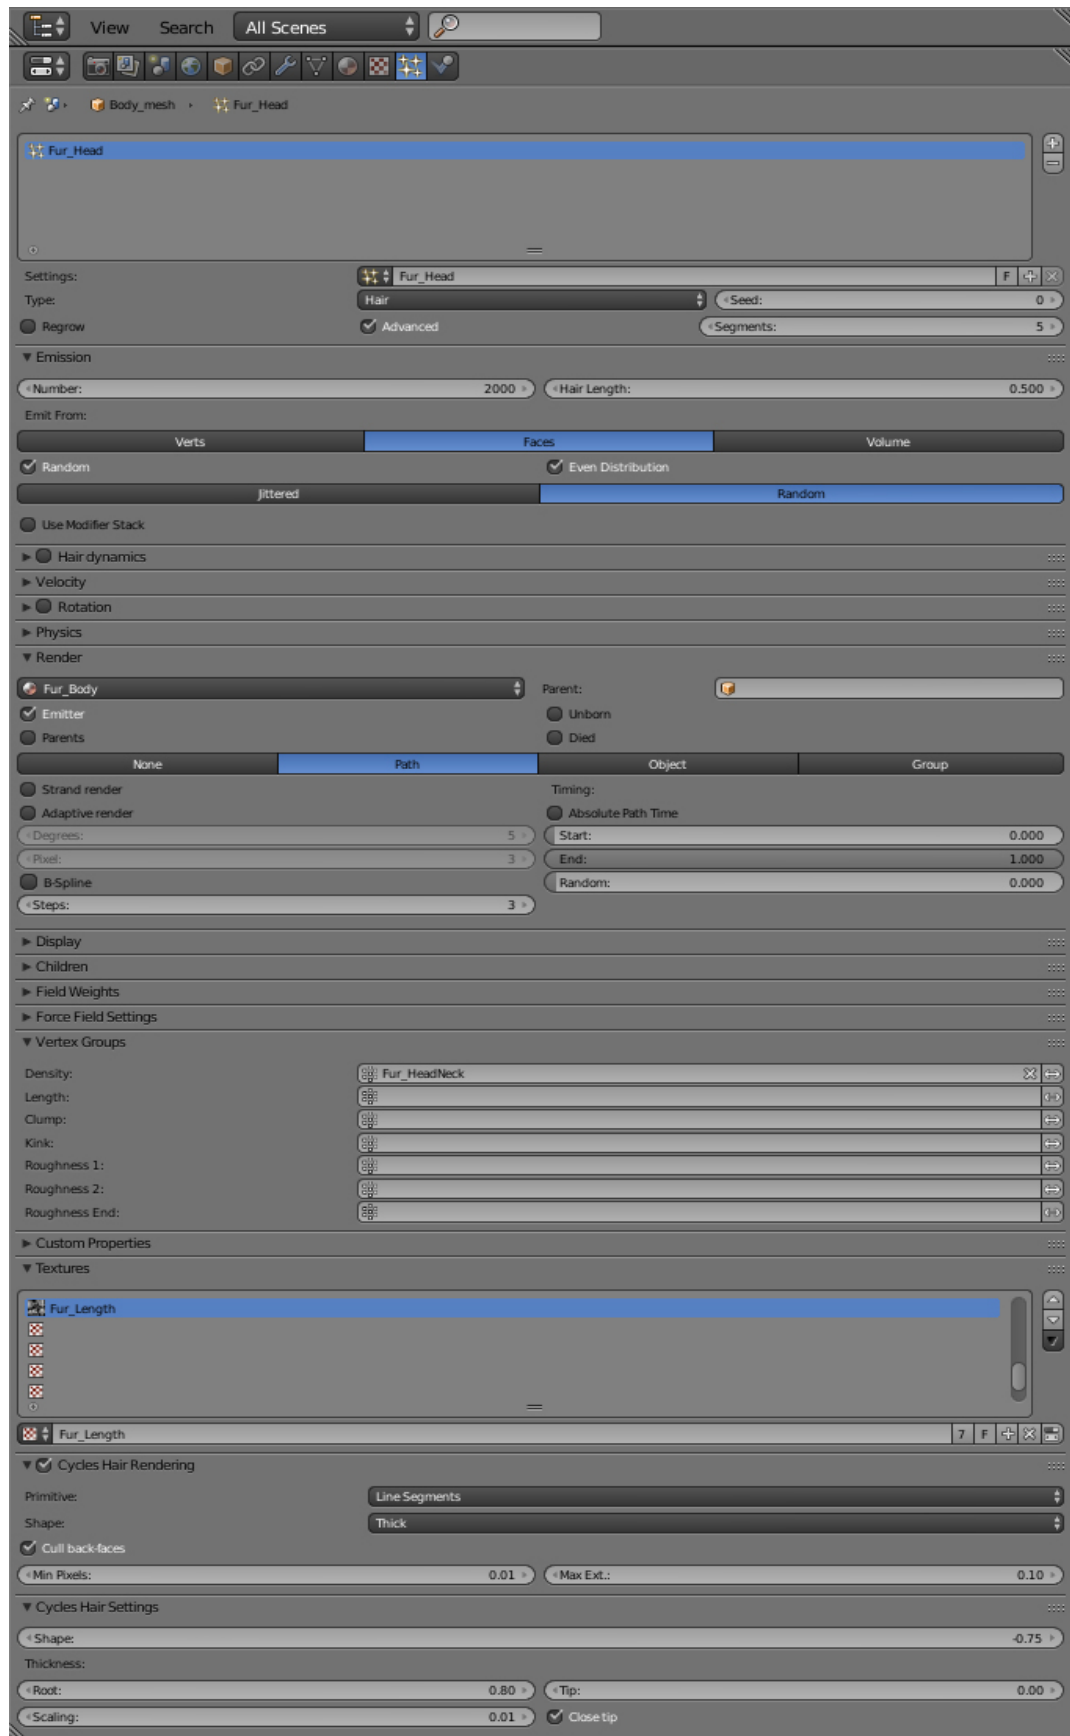 View Search All Scenes
Body_mesh Fur_Head
Fur_Head
Settings: Fur_Head F
Type: Hair Seed: 0
Regrow Advanced Segments: 5
Emission
Number: 2000 Hair Length: 0.500
Emit From:
Verts Faces Volume
Random Even Distribution
Jittered Random
Use Modifier Stack
Hair dynamics
Velocity
Rotation
Physics
Render
Fur_Body Parent:
Emitter Unborn
Parents Died
None Path Object Group
Strand render Timing:
Adaptive render Absolute Path Time
Degrees: 5 Start: 0.000
Pixel: 3 End: 1.000
B-Spline Random: 0.000
Steps: 3
Display
Children
Field Weights
Force Field Settings
Vertex Groups
Density: Fur_HeadNeck
Length:
Clump:
Kink:
Roughness 1:
Roughness 2:
Roughness End:
Custom Properties
Textures
Fur_Length
Fur_Length 7 F
Cycles Hair Rendering
Primitive: Line Segments
Shape: Thick
Cull back-faces
Min Pixels: 0.01 Max Ext.: 0.10
Cycles Hair Settings
Shape: -0.75
Thickness:
Root: 0.80 Tip: 0.00
Scaling: 0.01 Close tip